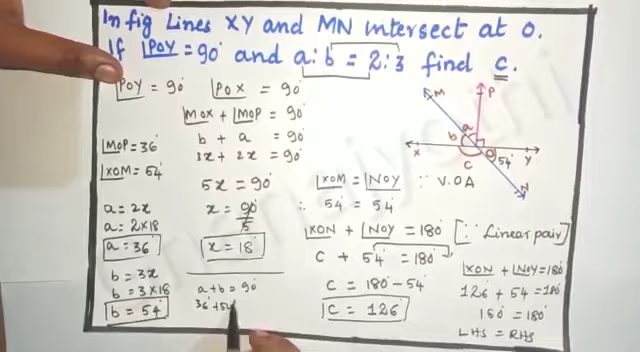 In fig Lines XY and MN intersect at O.
If ∠POY = 90° and a:b = 2:3 find c.
∠POY = 90°
∠POX = 90°
∠MOX + ∠MOP = 90°
b + a = 90°
3x + 2x = 90°
5x = 90°
x = 90°/5
x = 18°
∠MOP = 36°
∠XOM = 54°
a = 2x
a = 2×18
a = 36°
b = 3x
b = 3×18
b = 54°
a + b = 90°
36° + 54
M
P
a
b
X
O
Y
54°
c
N
∠XOM = ∠NOY ∵ V.O.A
∴ 54° = 54°
∠XON + ∠NOY = 180° [∵ Linear pair]
c + 54° = 180°
c = 180° - 54°
c = 126°
∠XON + ∠NOY = 180°
126° + 54 = 180°
180° = 180°
LHS = RHS